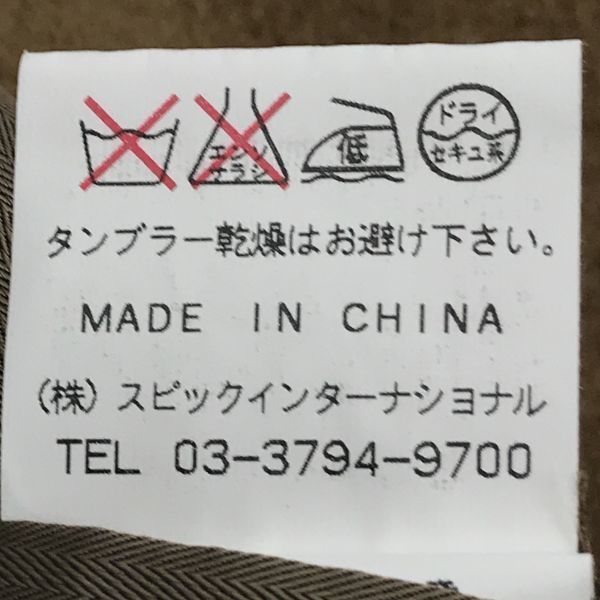 エンソ
サラシ
低
ドライ
セキユ系
タンブラー乾燥はお避け下さい。
MADE IN CHINA
(株) スピックインターナショナル
TEL 03-3794-9700